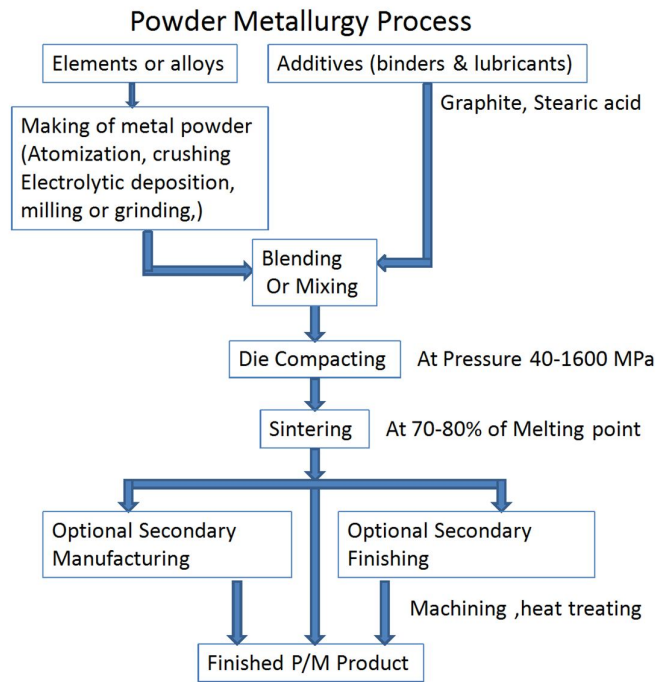 Powder Metallurgy Process
Elements or alloys
Additives (binders & lubricants)
Graphite, Stearic acid
Making of metal powder
(Atomization, crushing
Electrolytic deposition,
milling or grinding,)
Blending
Or Mixing
Die Compacting
At Pressure 40-1600 MPa
Sintering
At 70-80% of Melting point
Optional Secondary
Manufacturing
Optional Secondary
Finishing
Machining ,heat treating
Finished P/M Product